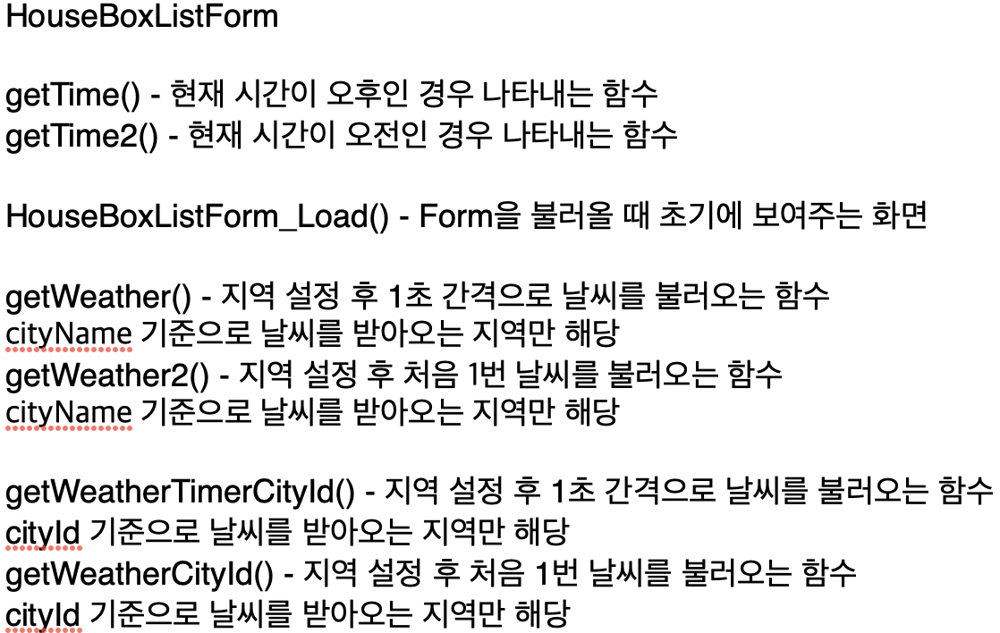 HouseBoxListForm
getTime() - 현재 시간이 오후인 경우 나타내는 함수
getTime2() - 현재 시간이 오전인 경우 나타내는 함수
HouseBoxListForm_Load() - Form을 불러올 때 초기에 보여주는 화면
getWeather() - 지역 설정 후 1초 간격으로 날씨를 불러오는 함수
cityName 기준으로 날씨를 받아오는 지역만 해당
getWeather2() - 지역 설정 후 처음 1번 날씨를 불러오는 함수
cityName 기준으로 날씨를 받아오는 지역만 해당
getWeatherTimerCityId() - 지역 설정 후 1초 간격으로 날씨를 불러오는 함수
cityId 기준으로 날씨를 받아오는 지역만 해당
getWeatherCityId() - 지역 설정 후 처음 1번 날씨를 불러오는 함수
cityId 기준으로 날씨를 받아오는 지역만 해당